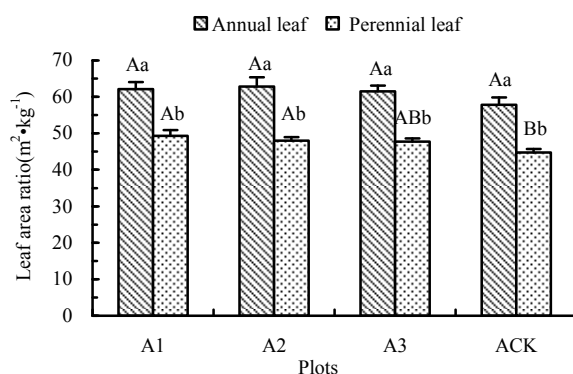 Annual leaf Perennial leaf
Leaf area ratio(m²•kg⁻¹)
70
60
50
40
30
20
10
0
Aa Ab Aa Ab Aa ABb Aa Bb
A1 A2 A3 ACK
Plots